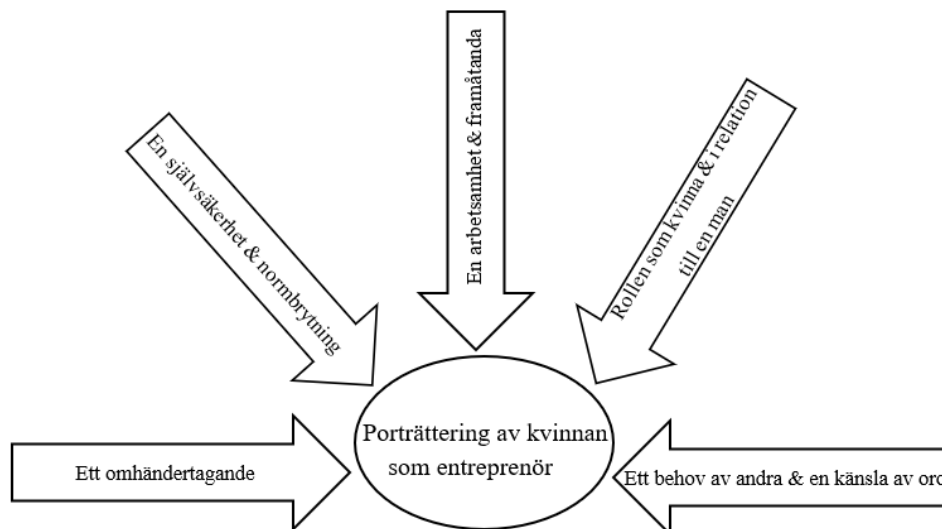 En självsäkerhet & normbrytning
En arbetsamhet & framåtanda
Rollen som kvinna & i relation
till en man
Porträttering av kvinnan
som entreprenör
Ett omhändertagande
Ett behov av andra & en känsla av